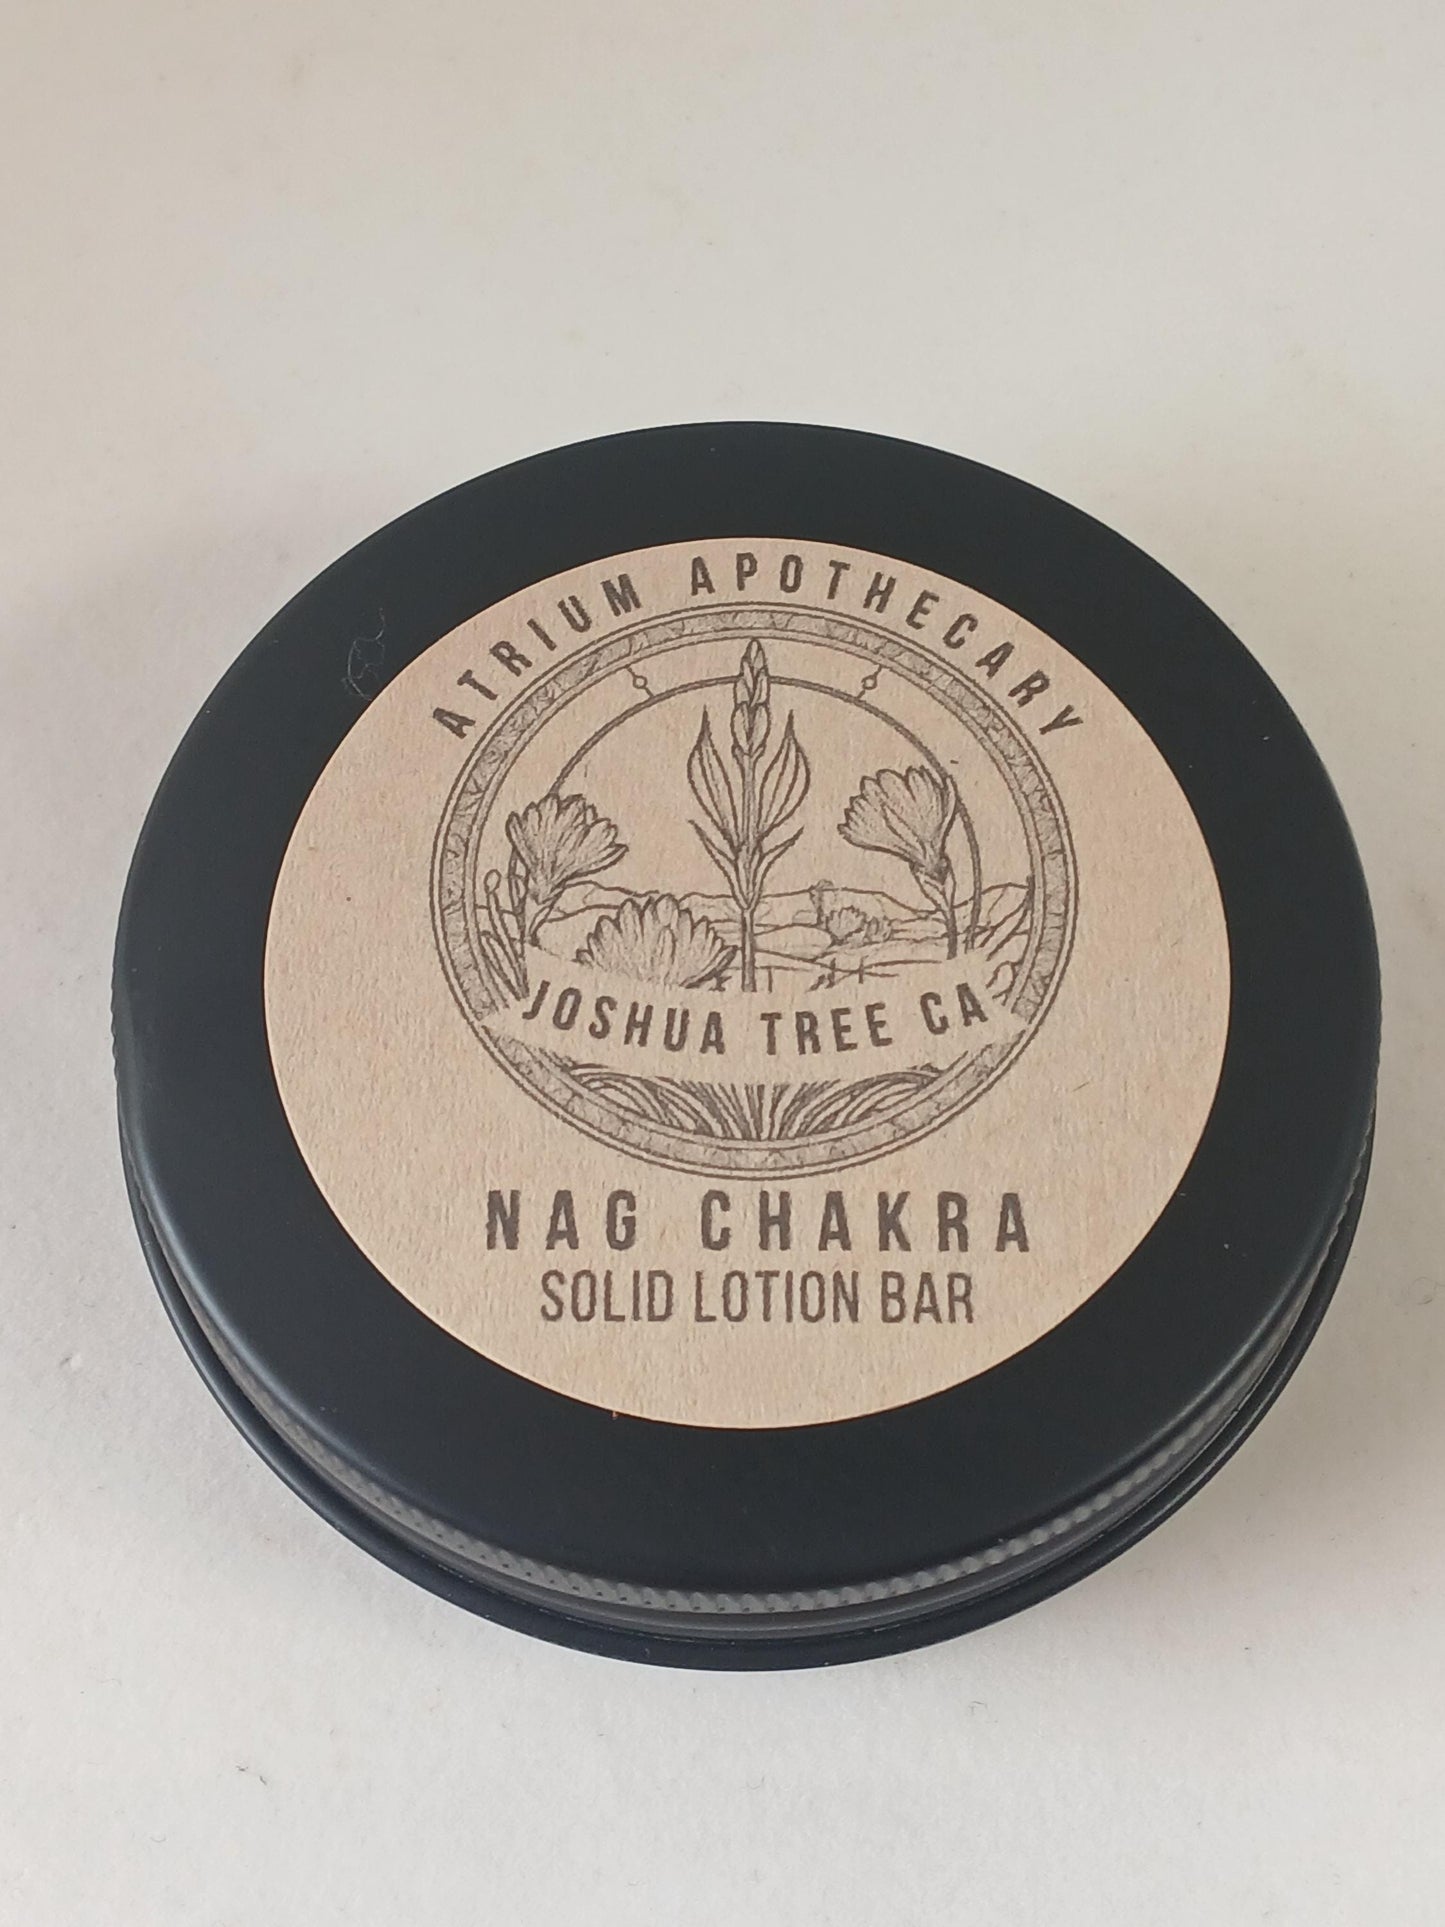 ATRIUM APOTHECARY
JOSHUA TREE CA
NAG CHAKRA
SOLID LOTION BAR